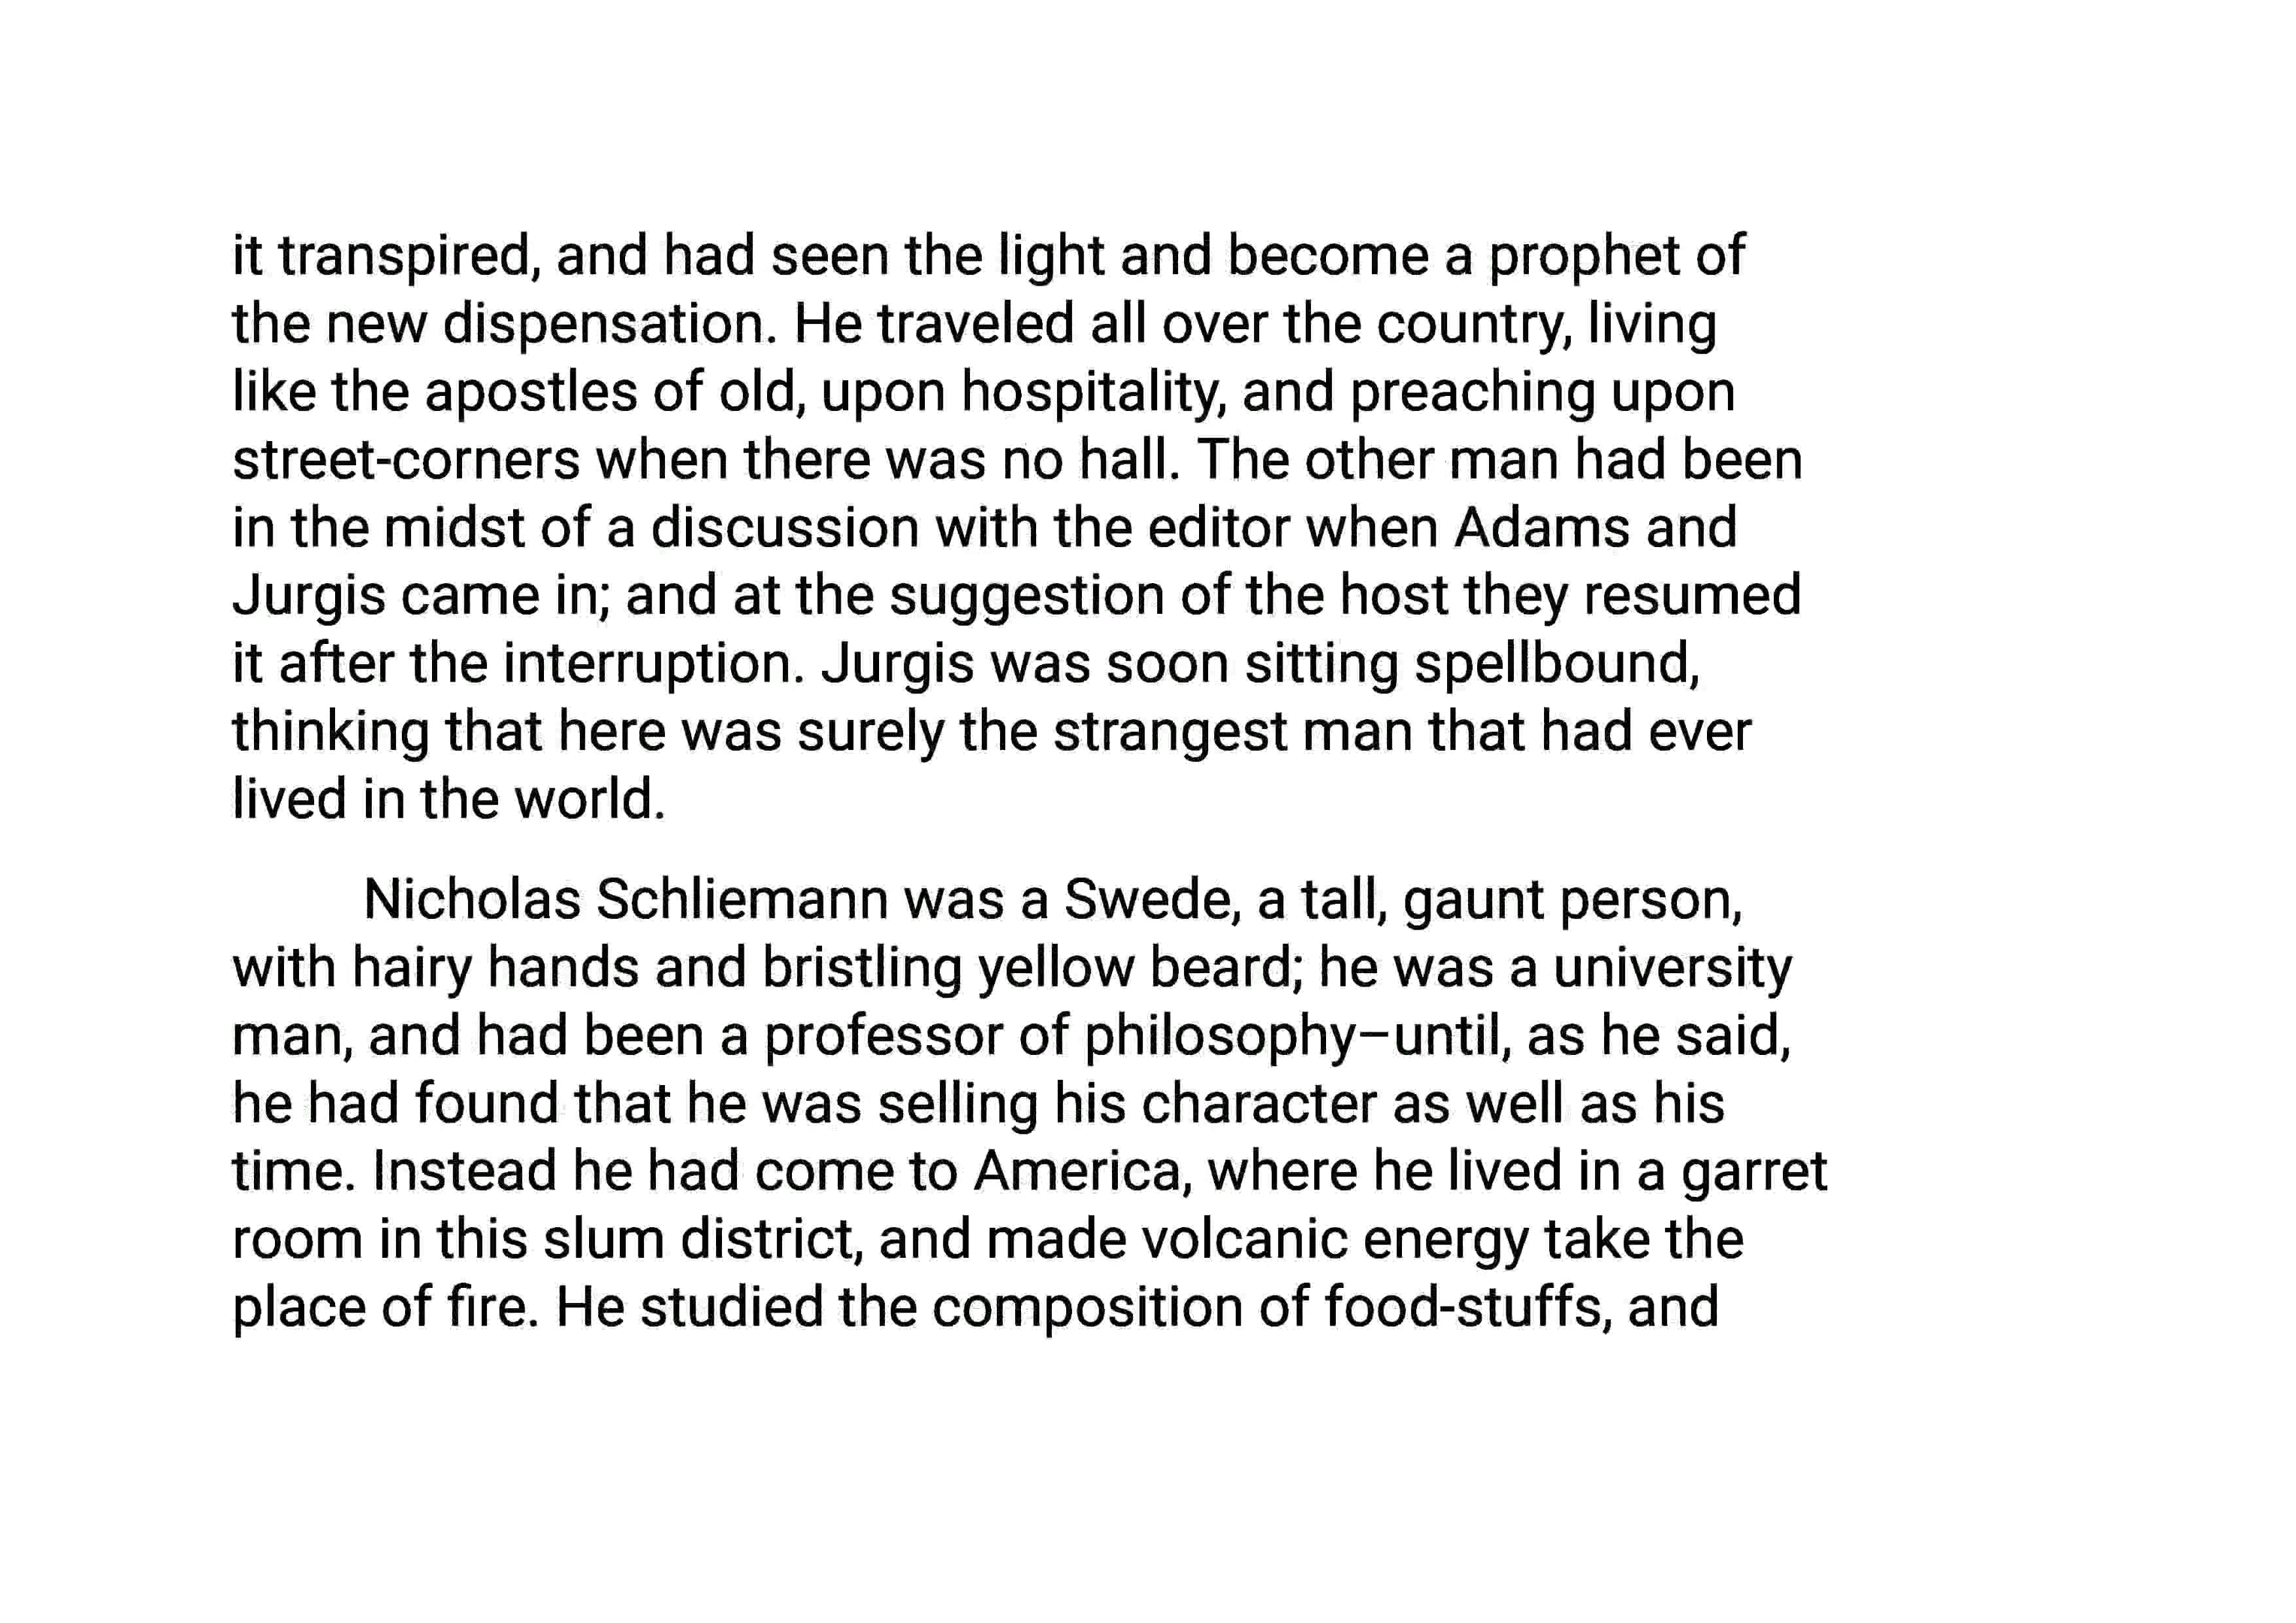 it transpired, and had seen the light and become a prophet of
the new dispensation. He traveled all over the country, living
like the apostles of old, upon hospitality, and preaching upon
street-corners when there was no hall. The other man had been
in the midst of a discussion with the editor when Adams and
Jurgis came in; and at the suggestion of the host they resumed
it after the interruption. Jurgis was soon sitting spellbound,
thinking that here was surely the strangest man that had ever
lived in the world.
Nicholas Schliemann was a Swede, a tall, gaunt person,
with hairy hands and bristling yellow beard; he was a university
man, and had been a professor of philosophy—until, as he said,
he had found that he was selling his character as well as his
time. Instead he had come to America, where he lived in a garret
room in this slum district, and made volcanic energy take the
place of fire. He studied the composition of food-stuffs, and